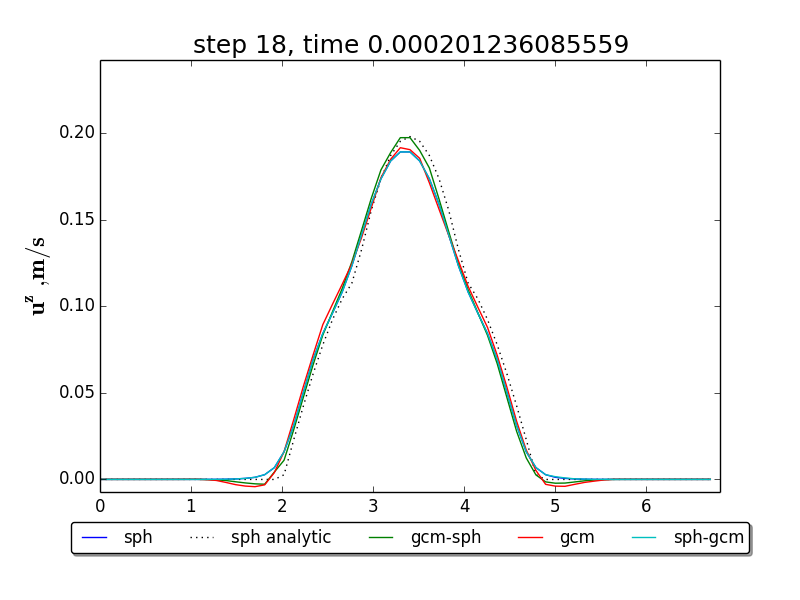 step 18, time 0.000201236085559
0.20
0.15
0.10
0.05
0.00
u^z ,m/s
0 1 2 3 4 5 6
sph sph analytic gcm-sph gcm sph-gcm